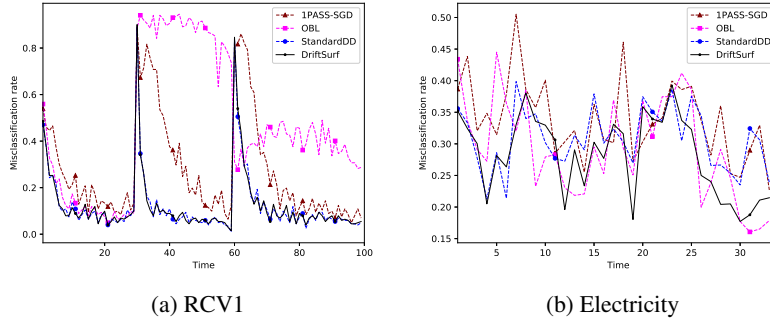 1PASS-SGD
OBL
StandardDD
DriftSurf
Misclassification rate
0.8
0.6
0.4
0.2
0.0
20
40
60
80
100
Time
(a) RCV1
1PASS-SGD
OBL
StandardDD
DriftSurf
Misclassification rate
0.50
0.45
0.40
0.35
0.30
0.25
0.20
0.15
5
10
15
20
25
30
Time
(b) Electricity